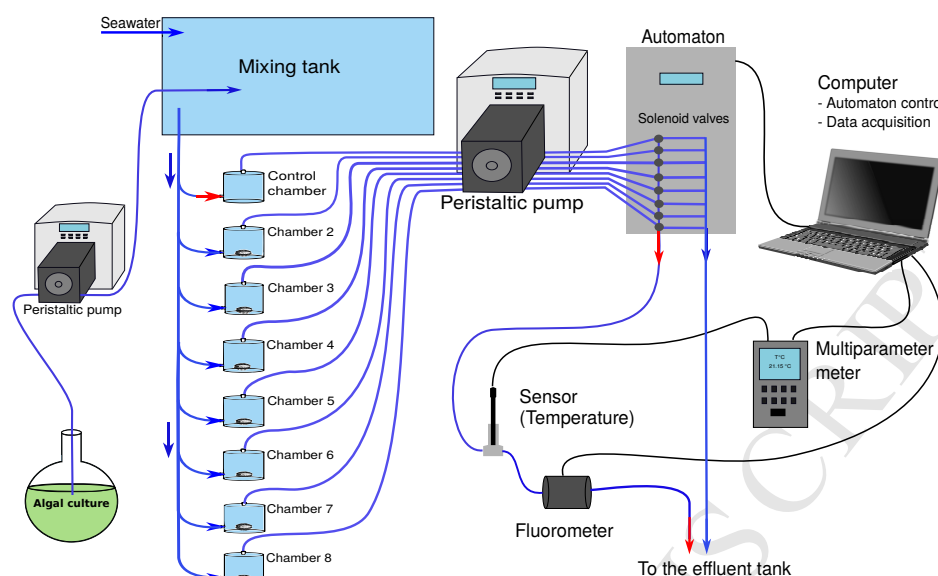 Seawater
Mixing tank
Automaton
Solenoid valves
Computer
- Automaton contro
- Data acquisition
Control
chamber
Peristaltic pump
Chamber 2
Chamber 3
Peristaltic pump
Chamber 4
Chamber 5
Chamber 6
Chamber 7
Chamber 8
T°C
21.15 °C
Multiparameter
meter
Sensor
(Temperature)
Algal culture
Fluorometer
To the effluent tank
SCRIP